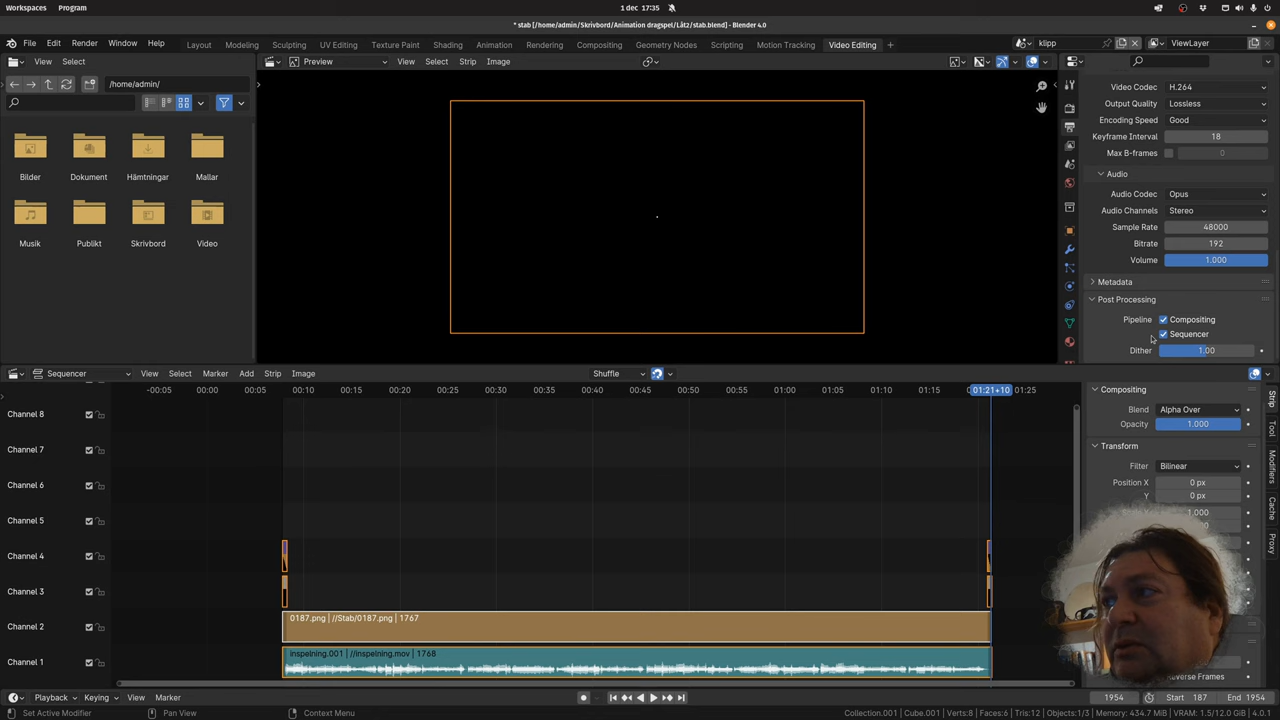 Workspaces Program 1 dec 17:35
* stab [/home/admin/Skrivbord/Animation dragspel/Låt2/stab.blend] - Blender 4.0
File Edit Render Window Help Layout Modeling Sculpting UV Editing Texture Paint Shading Animation Rendering Compositing Geometry Nodes Scripting Motion Tracking Video Editing + klipp ViewLayer
View Select Preview View Select Strip Image
/home/admin/
Video Codec H.264
Output Quality Lossless
Encoding Speed Good
Keyframe Interval 18
Max B-frames 0
Audio
Audio Codec Opus
Audio Channels Stereo
Sample Rate 48000
Bitrate 192
Volume 1.000
Metadata
Post Processing
Pipeline Compositing
Sequencer
Dither 1.00
Bilder Dokument Hämtningar Mallar
Musik Publikt Skrivbord Video
Sequencer View Select Marker Add Strip Image Shuffle
-00:05 00:00 00:10 00:15 00:20 00:25 00:30 00:35 00:40 00:45 00:50 00:55 01:00 01:05 01:10 01:15 01:21+10 01:25
Channel 8
Channel 7
Channel 6
Channel 5
Channel 4
Channel 3
Channel 2
Channel 1
0187.png | //Stab/0187.png | 1767
inspelning.001 | //inspelning.mov | 1768
Compositing
Blend Alpha Over
Opacity 1.000
Transform
Filter Bilinear
Position X 0 px
Y 0 px
1.000
Reverse Frames
Strip
Tool
Modifiers
Cache
Proxy
Playback Keying View Marker 1954 Start 187 End 1954
Set Active Modifier Pan View Context Menu Collection.001 | Cube.001 | Verts:8 | Faces:6 | Tris:12 | Objects:1/3 | Memory: 434.7 MiB | VRAM: 1.5/12.0 GiB | 4.0.1